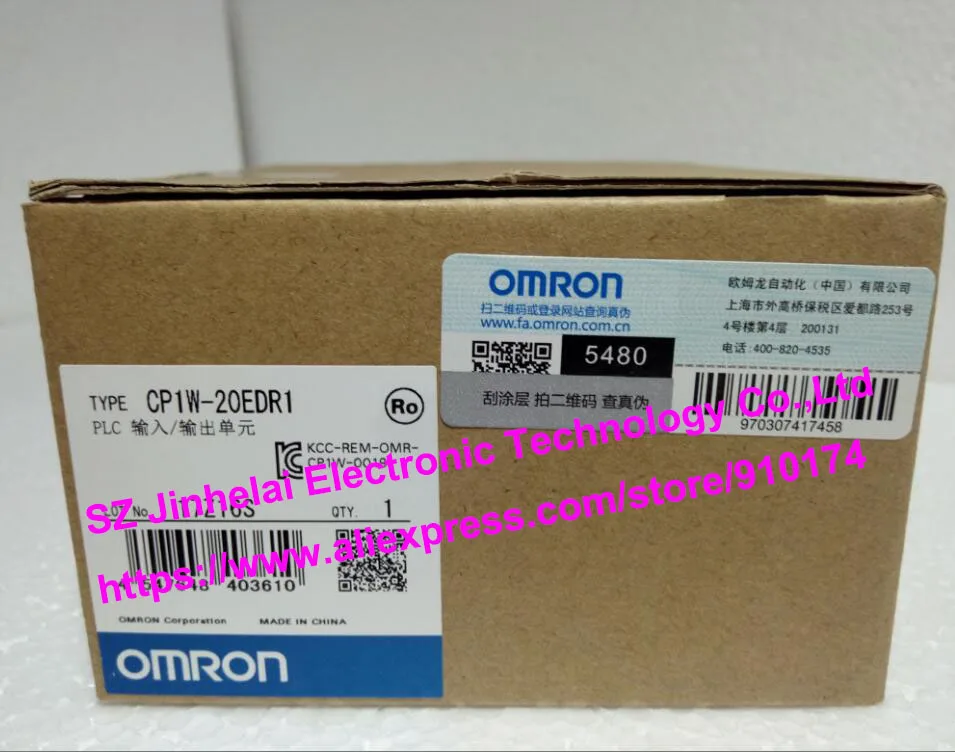 OMRON
扫二维码或登录网站查询真伪
www.fa.omron.com.cn
5480
刮涂层 拍二维码 查真伪
欧姆龙自动化（中国）有限公司
上海市外高桥保税区爱都路253号
4号楼第4层 200131
电话:400-820-4535
970307417458
TYPE CP1W-20EDR1
Ro
PLC 输入/输出单元
KCC-REM-OMR-
LOT No.
QTY. 1
403610
OMRON Corporation MADE IN CHINA
OMRON
SZ Jinhelai Electronic Technology Co.,Ltd
https://www.aliexpress.com/store/910174